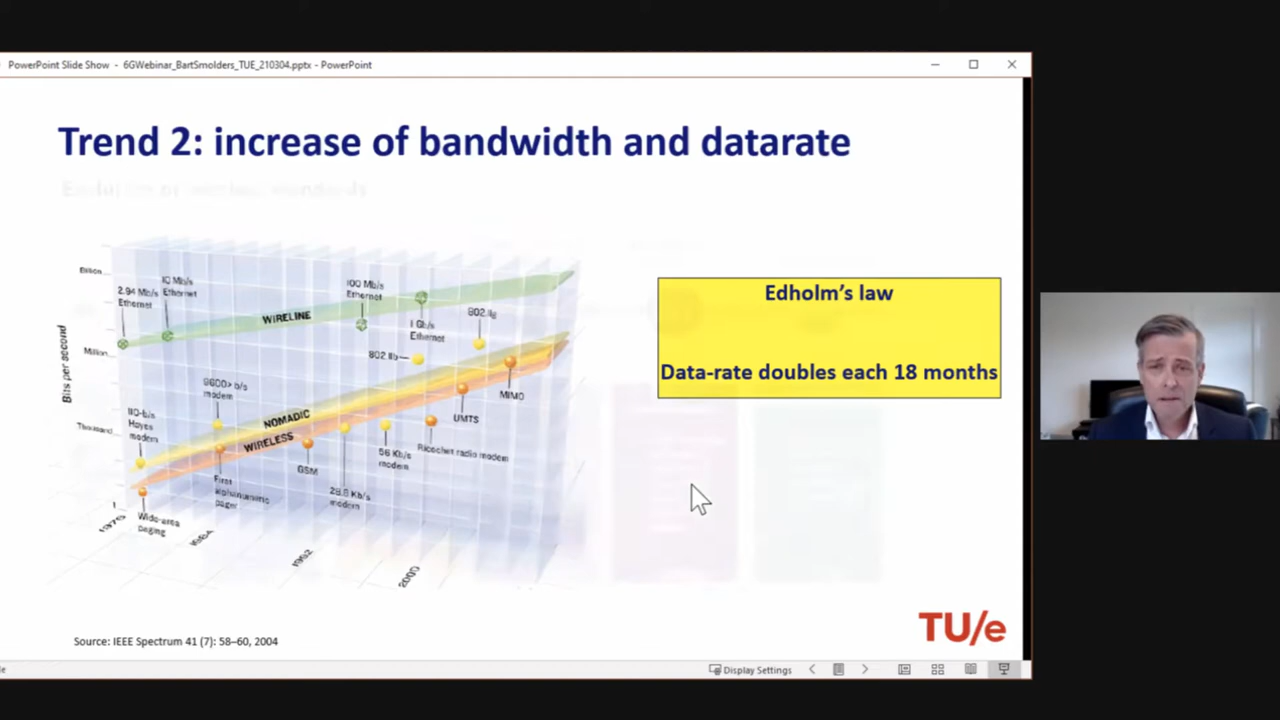 PowerPoint Slide Show - 6GWebinar_BartSmolders_TUE_210304.pptx - PowerPoint
Trend 2: increase of bandwidth and datarate
Billion
Million
Thousand
1
Bits per second
2.94 Mb/s
Ethernet
10 Mb/s
Ethernet
100 Mb/s
Ethernet
1 Gb/s
Ethernet
802.11g
802.11b
WIRELINE
NOMADIC
WIRELESS
110-b/s
Hayes
modem
modem
GSM
28.8 Kb/s
modem
56 Kb/s
modem
Ricochet radio modem
UMTS
MIMO
First
alphanumeric
pager
Wide-area
paging
1984
1992
2000
Edholm's law
Data-rate doubles each 18 months
Source: IEEE Spectrum 41 (7): 58–60, 2004
TU/e
Display Settings